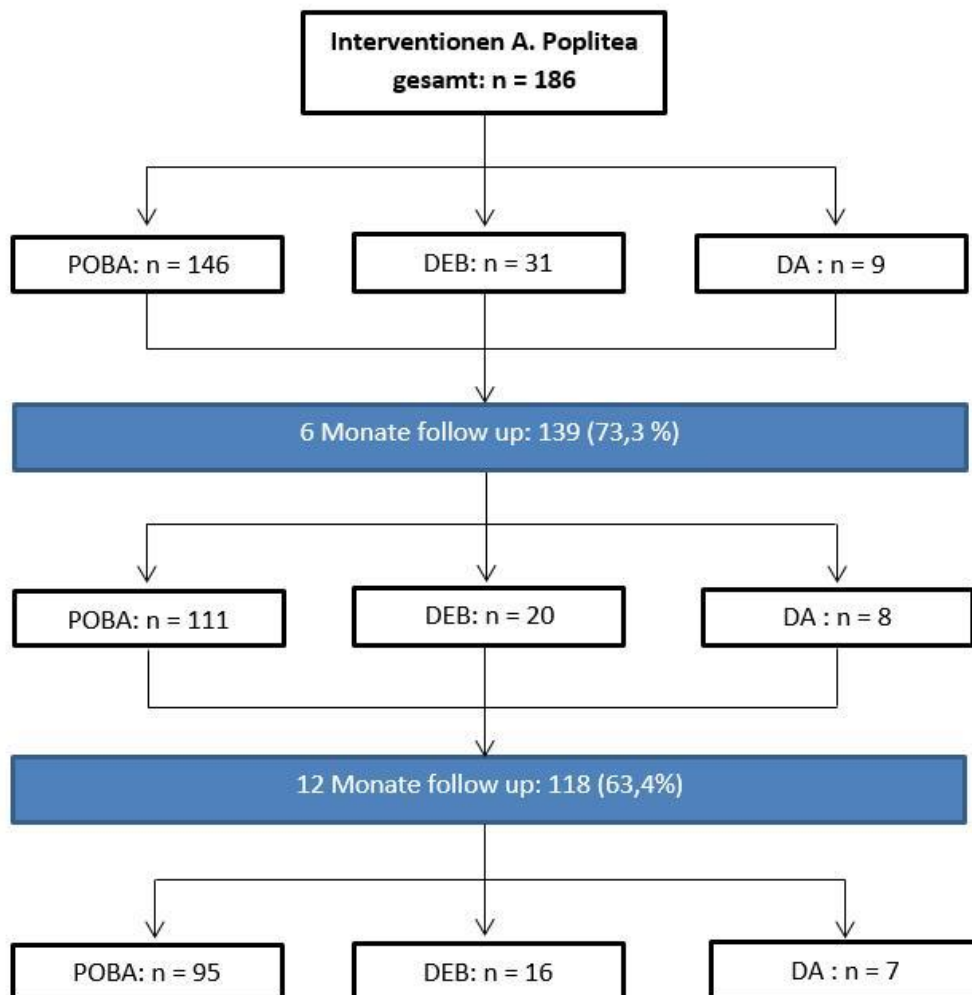 Interventionen A. Poplitea
gesamt: n = 186
POBA: n = 146
DEB: n = 31
DA : n = 9
6 Monate follow up: 139 (73,3 %)
POBA: n = 111
DEB: n = 20
DA : n = 8
12 Monate follow up: 118 (63,4%)
POBA: n = 95
DEB: n = 16
DA : n = 7